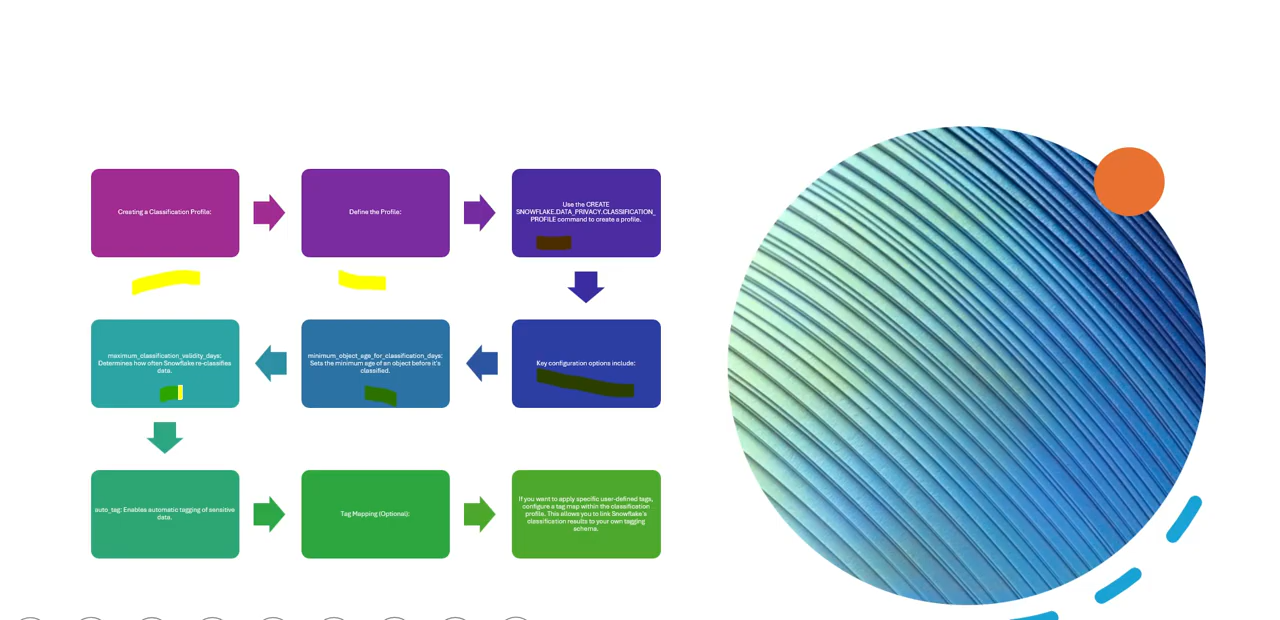 Creating a Classification Profile:
Define the Profile:
Use the CREATE
SNOWFLAKE.DATA_PRIVACY.CLASSIFICATION_
PROFILE command to create a profile.
Key configuration options include:
minimum_object_age_for_classification_days:
Sets the minimum age of an object before it's
classified.
maximum_classification_validity_days:
Determines how often Snowflake re-classifies
data.
auto_tag: Enables automatic tagging of sensitive
data.
Tag Mapping (Optional):
If you want to apply specific user-defined tags,
configure a tag map within the classification
profile. This allows you to link Snowflake's
classification results to your own tagging
schema.